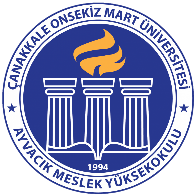 ÇANAKKALE ONSEKİZ MART ÜNİVERSİTESİ
1994
AYVACIK MESLEK YÜKSEKOKULU